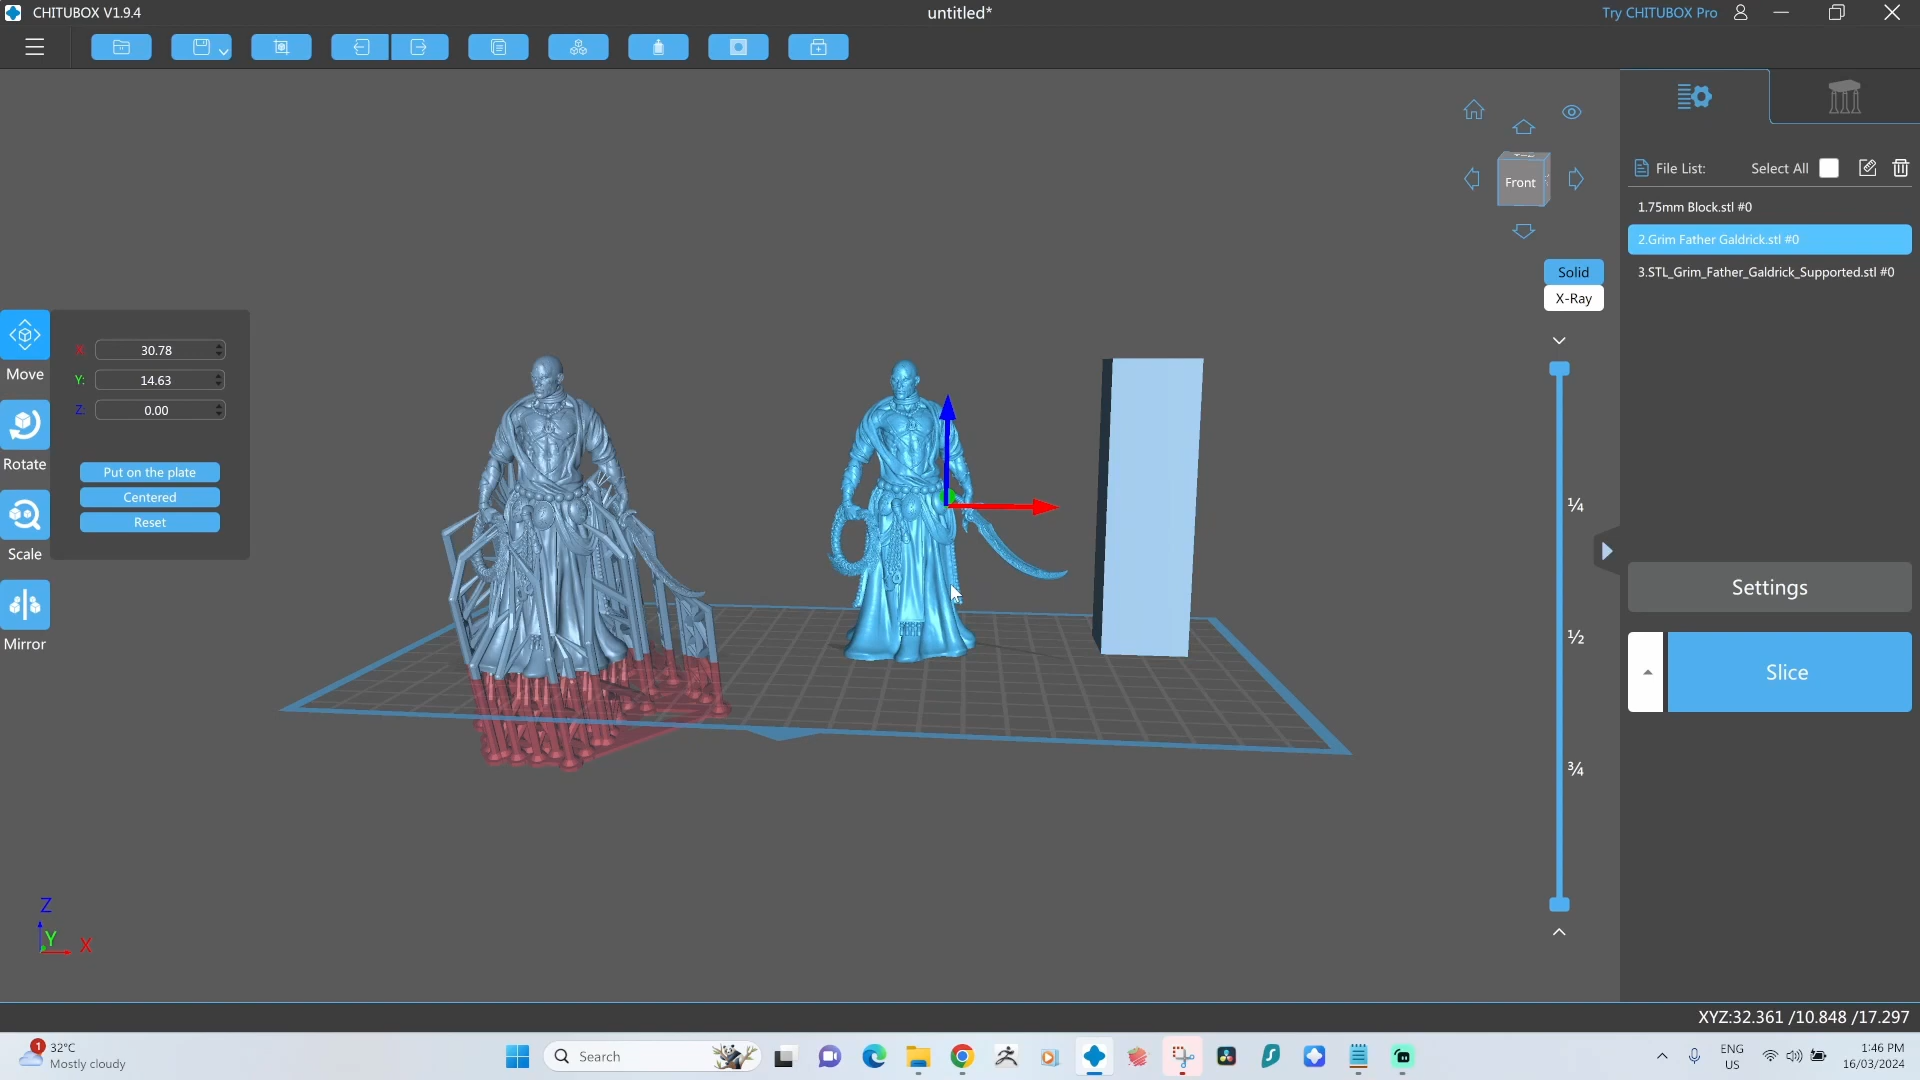 CHITUBOX V1.9.4
untitled*
Try CHITUBOX Pro
File List:
Select All
1.75mm Block.stl #0
2.Grim Father Galdrick.stl #0
3.STL_Grim_Father_Galdrick_Supported.stl #0
Front
Solid
X-Ray
Move
X: 30.78
Y: 14.63
Z: 0.00
Put on the plate
Centered
Reset
Rotate
Scale
Mirror
1/4
1/2
3/4
Settings
Slice
Z
Y
X
XYZ:32.361 /10.848 /17.297
1
32°C
Mostly cloudy
Search
ENG
US
1:46 PM
16/03/2024